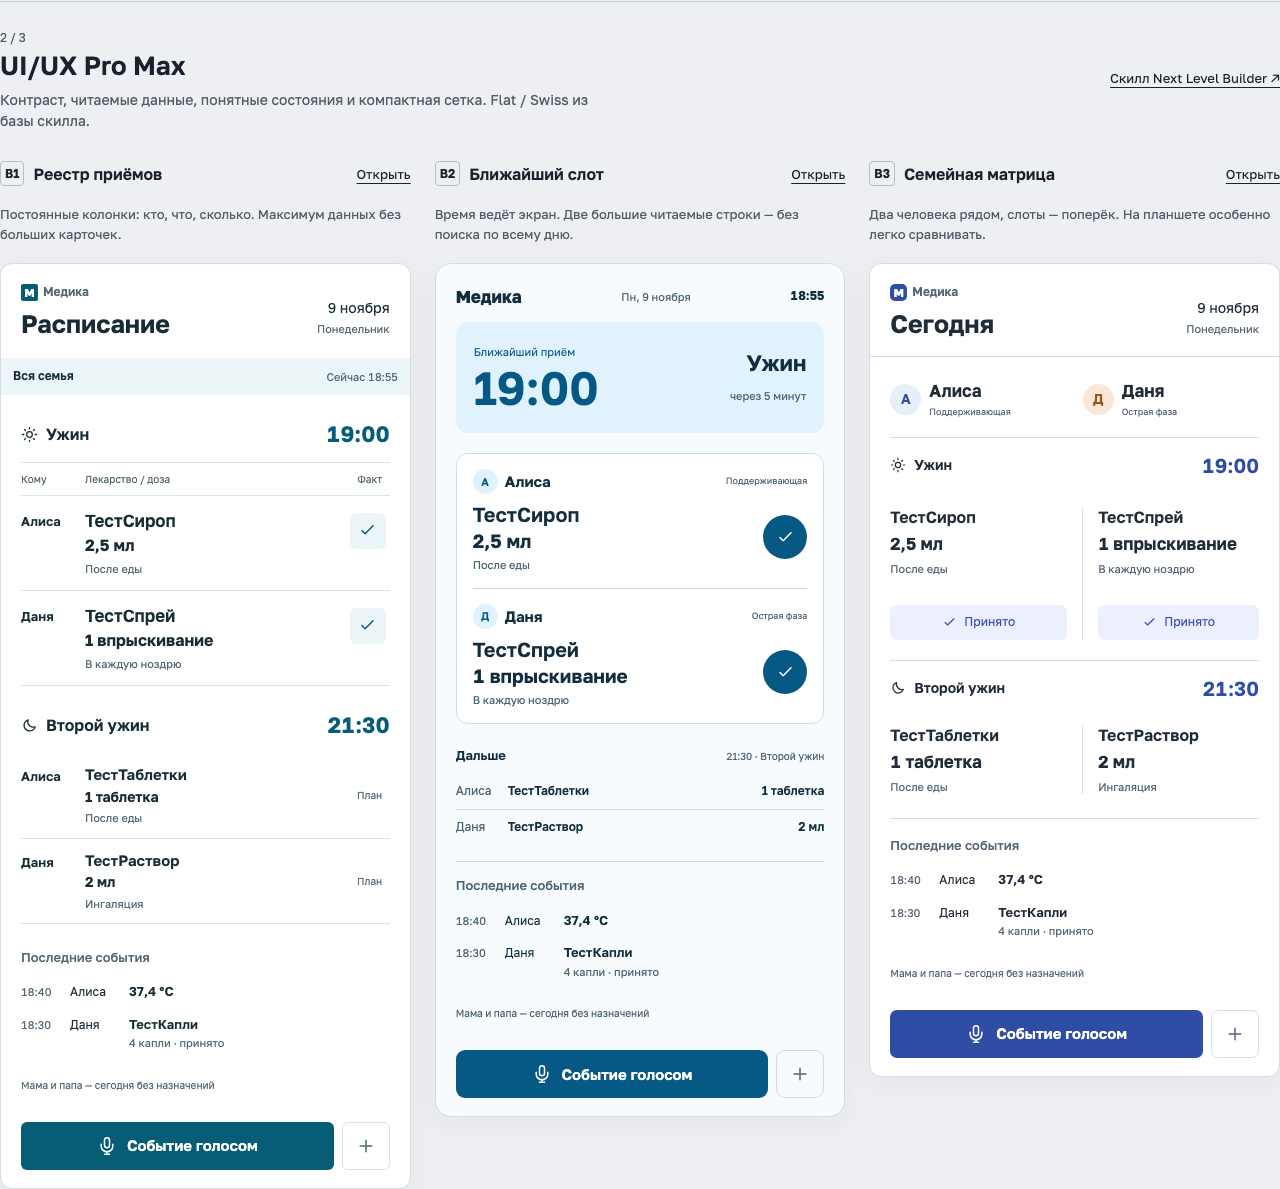 2 / 3
UI/UX Pro Max
Скилл Next Level Builder ↗
Контраст, читаемые данные, понятные состояния и компактная сетка. Flat / Swiss из
базы скилла.
B1 Реестр приёмов Открыть
Постоянные колонки: кто, что, сколько. Максимум данных без
больших карточек.
M Медика
Расписание
9 ноября
Понедельник
Вся семья Сейчас 18:55
Ужин 19:00
Кому Лекарство / доза Факт
Алиса ТестСироп
2,5 мл
После еды
Даня ТестСпрей
1 впрыскивание
В каждую ноздрю
Второй ужин 21:30
Алиса ТестТаблетки
1 таблетка План
После еды
Даня ТестРаствор
2 мл План
Ингаляция
Последние события
18:40 Алиса 37,4 °C
18:30 Даня ТестКапли
4 капли · принято
Мама и папа — сегодня без назначений
Событие голосом
B2 Ближайший слот Открыть
Время ведёт экран. Две большие читаемые строки — без
поиска по всему дню.
Медика Пн, 9 ноября 18:55
Ближайший приём
19:00
Ужин
через 5 минут
А Алиса Поддерживающая
ТестСироп
2,5 мл
После еды
Д Даня Острая фаза
ТестСпрей
1 впрыскивание
В каждую ноздрю
Дальше 21:30 · Второй ужин
Алиса ТестТаблетки 1 таблетка
Даня ТестРаствор 2 мл
Последние события
18:40 Алиса 37,4 °C
18:30 Даня ТестКапли
4 капли · принято
Мама и папа — сегодня без назначений
Событие голосом
B3 Семейная матрица Открыть
Два человека рядом, слоты — поперёк. На планшете особенно
легко сравнивать.
M Медика
Сегодня
9 ноября
Понедельник
А Алиса
Поддерживающая
Д Даня
Острая фаза
Ужин 19:00
ТестСироп
2,5 мл
После еды
Принято
ТестСпрей
1 впрыскивание
В каждую ноздрю
Принято
Второй ужин 21:30
ТестТаблетки
1 таблетка
После еды
ТестРаствор
2 мл
Ингаляция
Последние события
18:40 Алиса 37,4 °C
18:30 Даня ТестКапли
4 капли · принято
Мама и папа — сегодня без назначений
Событие голосом